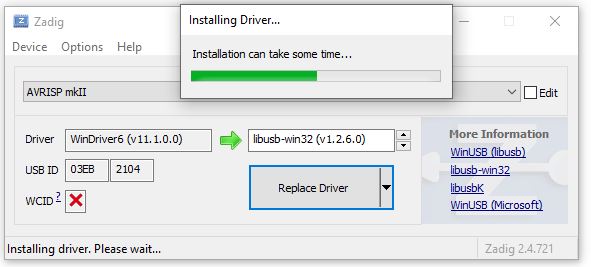 Zadig
Installing Driver...
Device Options Help
Installation can take some time...
AVRISP mkII
Edit
Driver WinDriver6 (v11.1.0.0) libusb-win32 (v1.2.6.0)
More Information
WinUSB (libusb)
USB ID 03EB 2104
libusb-win32
Replace Driver
libusbK
WCID ?
WinUSB (Microsoft)
Installing driver. Please wait...
Zadig 2.4.721